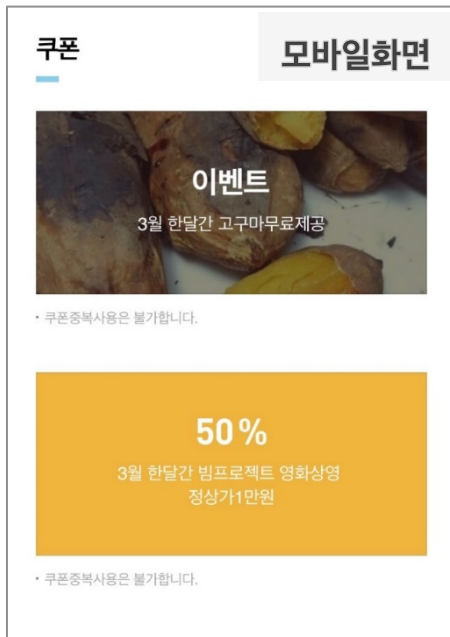 쿠폰
모바일화면
이벤트
3월 한달간 고구마무료제공
• 쿠폰중복사용은 불가합니다.
50%
3월 한달간 빔프로젝트 영화상영
정상가1만원
• 쿠폰중복사용은 불가합니다.